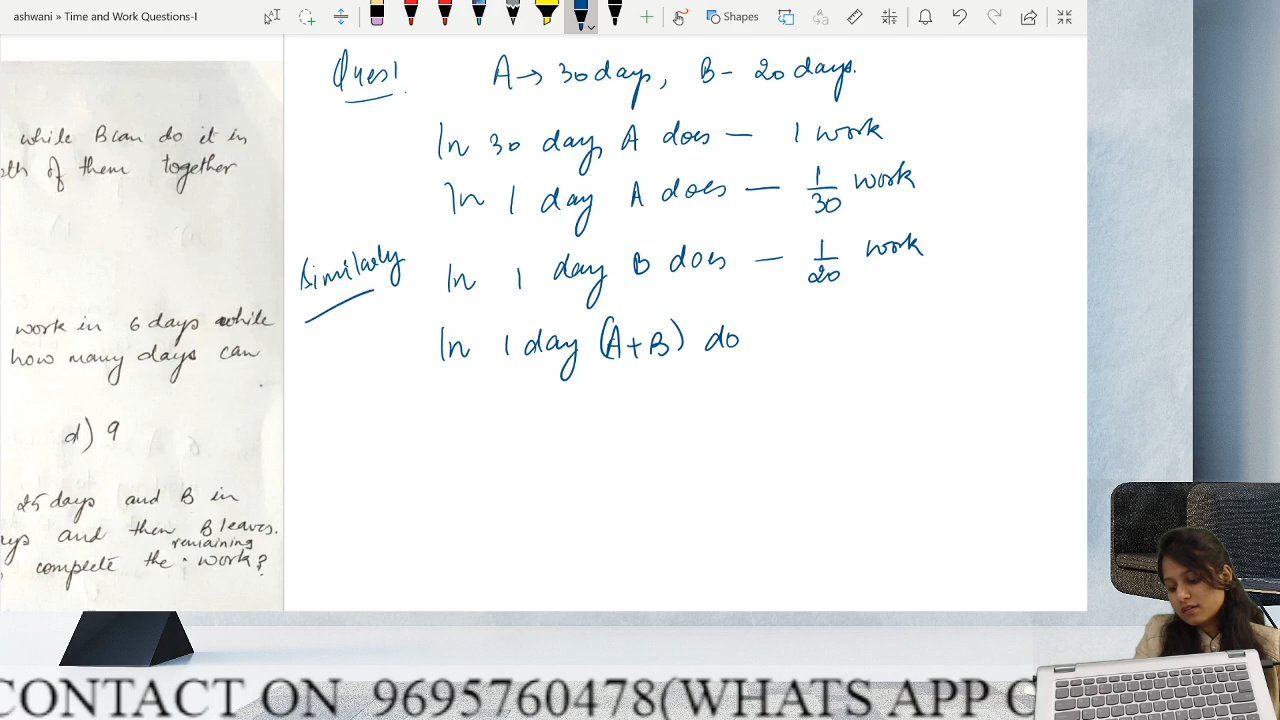 ashwani » Time and Work Questions-I
Shapes
while B can do it in
oth of them together
work in 6 days while
how many days can
d) 9
25 days and B in
ys and then B leaves.
remaining
complete the work?
Ques1.
A → 30 days, B - 20 days.
In 30 days A does — 1 work
In 1 day A does — 1/30 work
Similarly
In 1 day B does — 1/20 work
In 1 day (A+B) do
CONTACT ON 9695760478(WHATS APP O